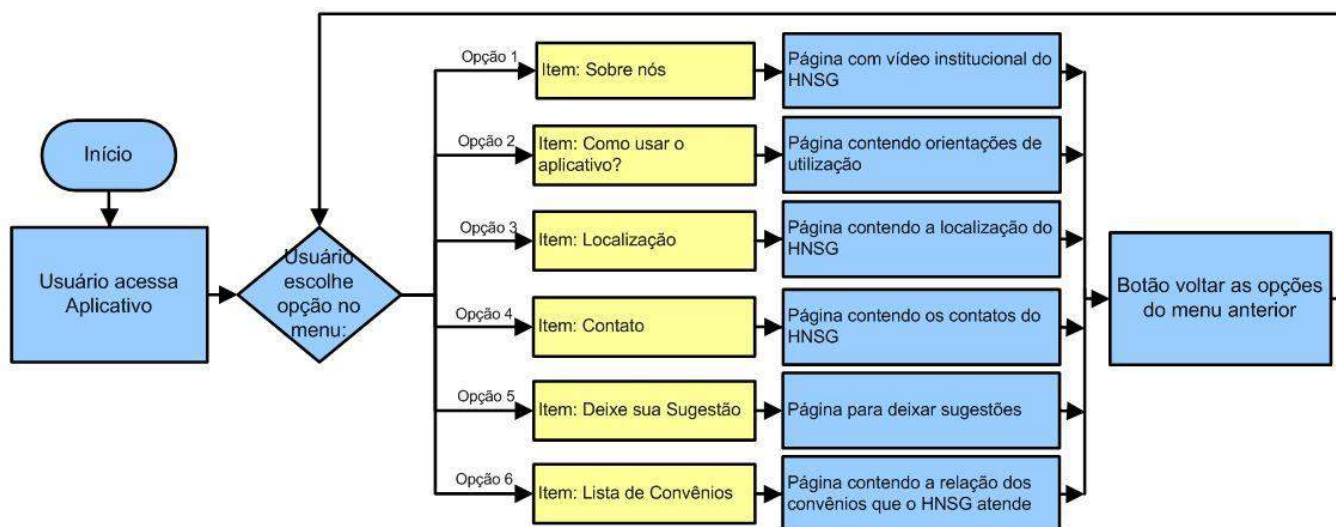 Início
Usuário acessa
Aplicativo
Usuário
escolhe
opção no
menu:
Opção 1
Item: Sobre nós
Página com vídeo institucional do
HNSG
Opção 2
Item: Como usar o
aplicativo?
Página contendo orientações de
utilização
Opção 3
Item: Localização
Página contendo a localização do
HNSG
Opção 4
Item: Contato
Página contendo os contatos do
HNSG
Opção 5
Item: Deixe sua Sugestão
Página para deixar sugestões
Opção 6
Item: Lista de Convênios
Página contendo a relação dos
convênios que o HNSG atende
Botão voltar as opções
do menu anterior